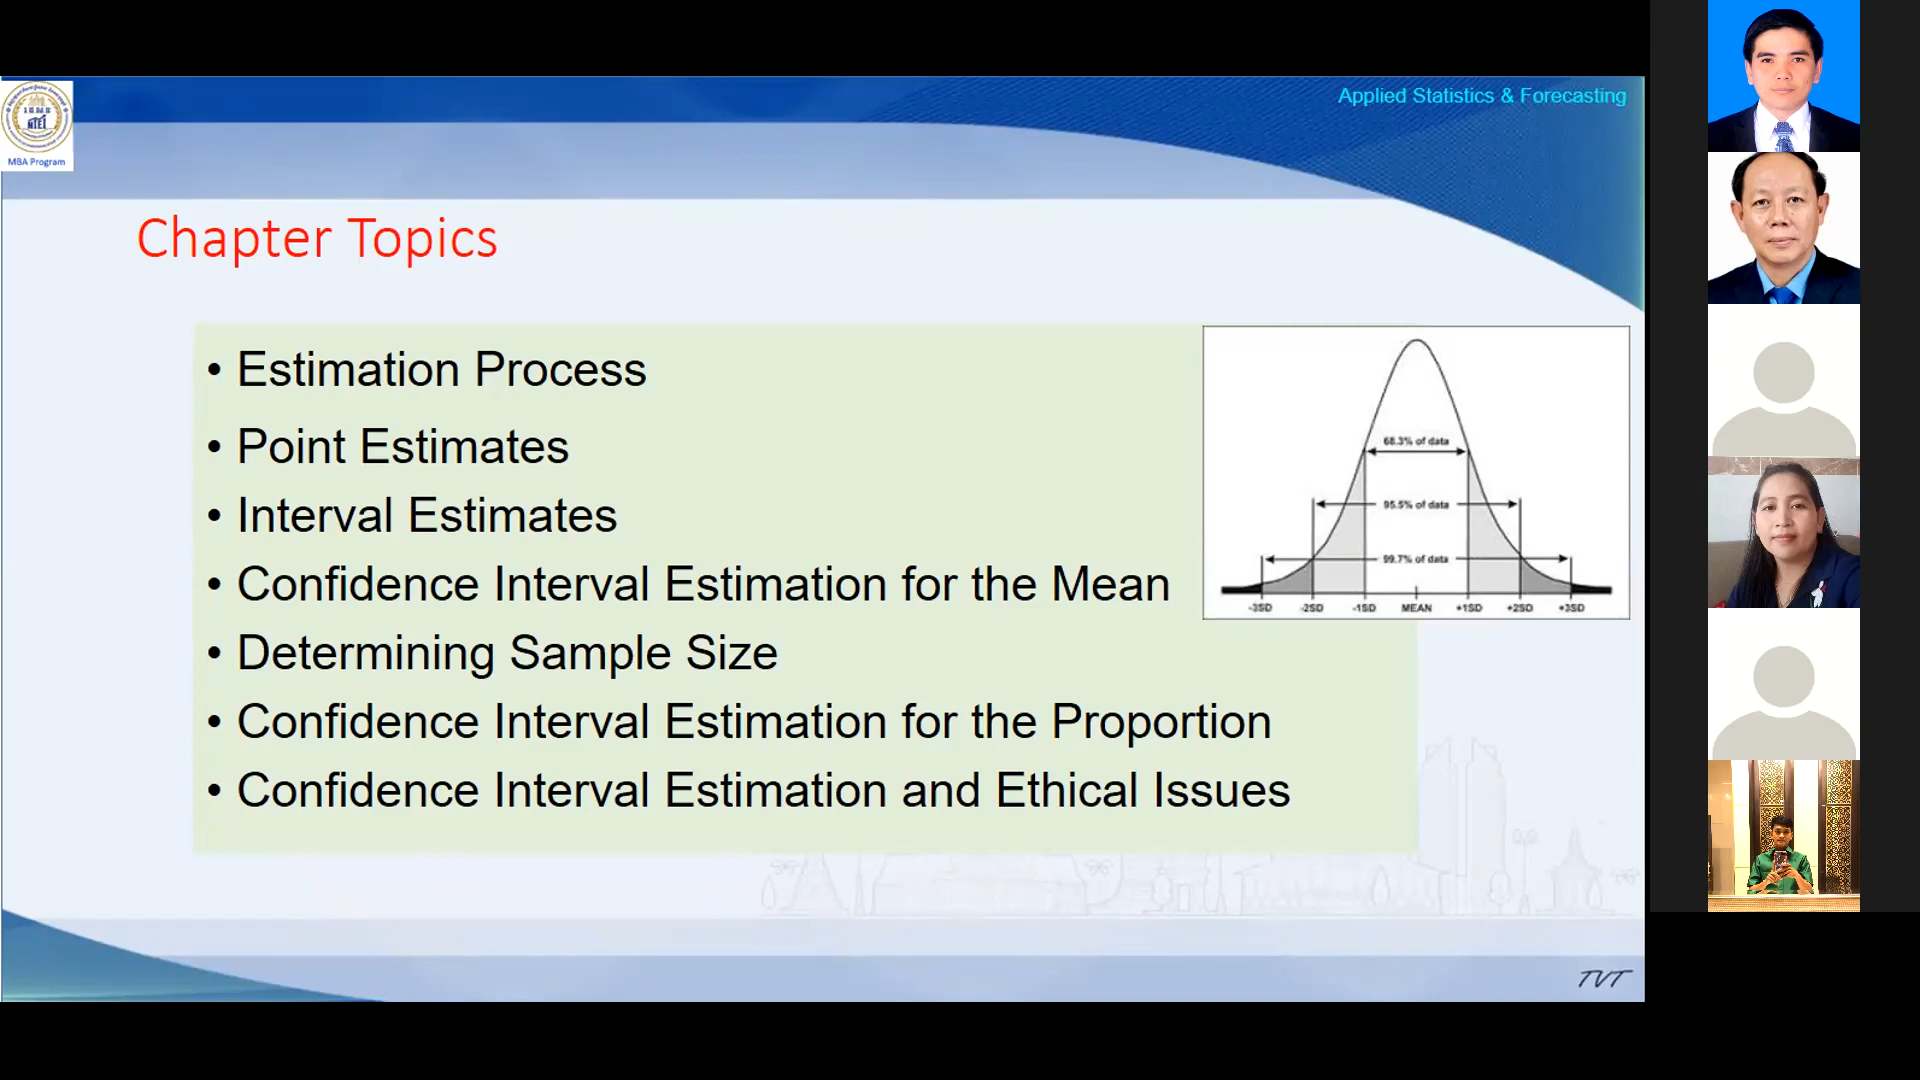 MBA Program
Applied Statistics & Forecasting
Chapter Topics
• Estimation Process
• Point Estimates
• Interval Estimates
• Confidence Interval Estimation for the Mean
• Determining Sample Size
• Confidence Interval Estimation for the Proportion
• Confidence Interval Estimation and Ethical Issues
68.3% of data
95.5% of data
99.7% of data
-3SD -2SD -1SD MEAN +1SD +2SD +3SD
TVT